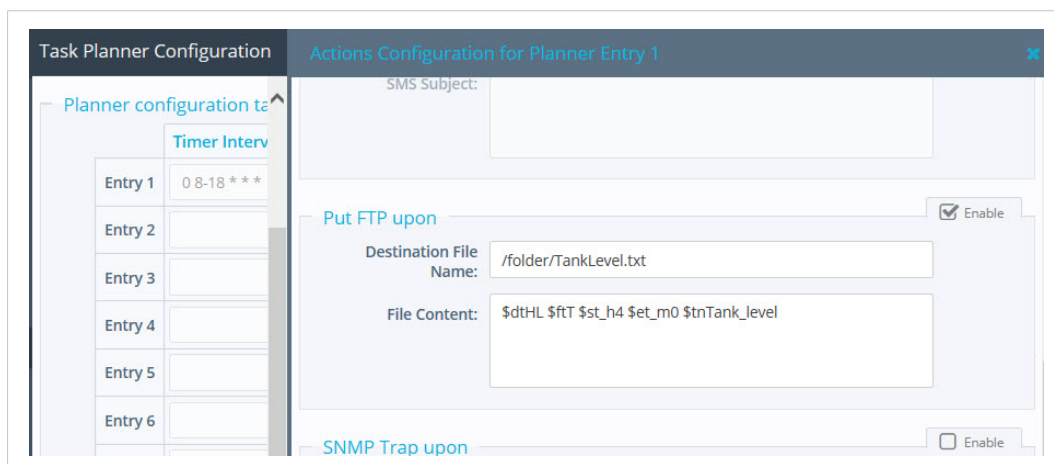 Task Planner Configuration
Actions Configuration for Planner Entry 1
Planner configuration ta
Timer Interv
Entry 1
0 8-18 * * *
Entry 2
Entry 3
Entry 4
Entry 5
Entry 6
SMS Subject:
Put FTP upon
Enable
Destination File
Name:
/folder/TankLevel.txt
File Content:
$dtHL $ftT $st_h4 $et_m0 $tnTank_level
SNMP Trap upon
Enable